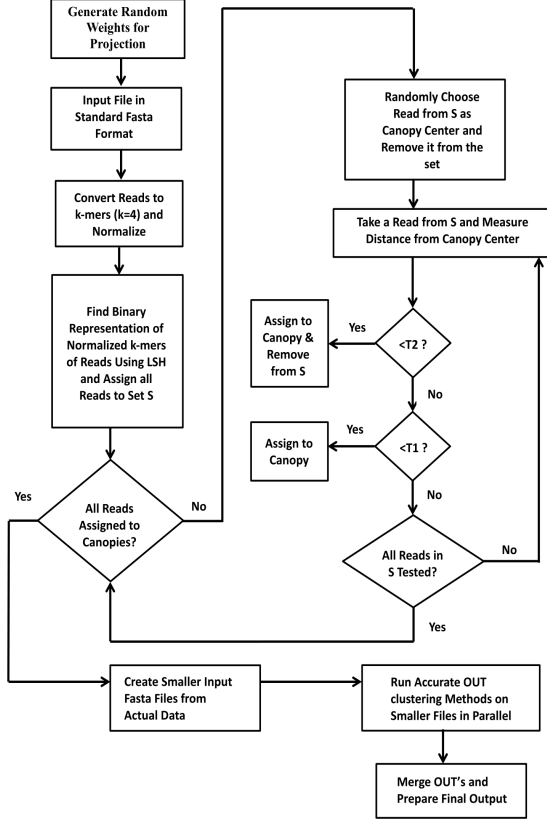 Generate Random
Weights for
Projection
Input File in
Standard Fasta
Format
Convert Reads to
k-mers (k=4) and
Normalize
Find Binary
Representation of
Normalized k-mers
of Reads Using LSH
and Assign all
Reads to Set S
Yes
All Reads
Assigned to
Canopies?
No
Randomly Choose
Read from S as
Canopy Center and
Remove it from the
set
Take a Read from S and Measure
Distance from Canopy Center
Assign to
Canopy &
Remove
from S
Yes
<T2 ?
No
Assign to
Canopy
Yes
<T1 ?
No
All Reads in
S Tested?
No
Yes
Create Smaller Input
Fasta Files from
Actual Data
Run Accurate OUT
clustering Methods on
Smaller Files in Parallel
Merge OUT's and
Prepare Final Output